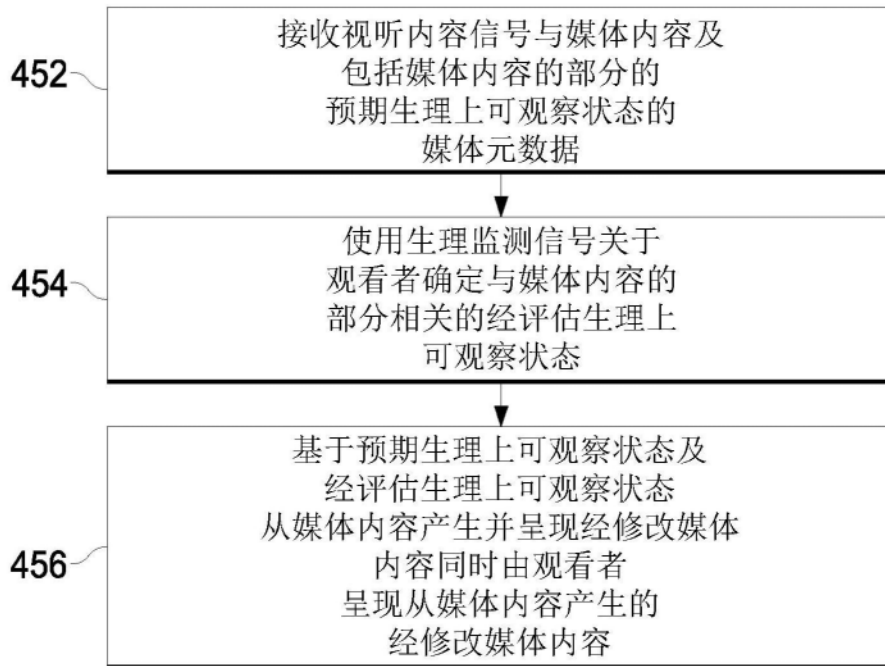 452
接收视听内容信号与媒体内容及
包括媒体内容的部分的
预期生理上可观察状态的
媒体元数据
454
使用生理监测信号关于
观看者确定与媒体内容的
部分相关的经评估生理上
可观察状态
456
基于预期生理上可观察状态及
经评估生理上可观察状态
从媒体内容产生并呈现经修改媒体
内容同时由观看者
呈现从媒体内容产生的
经修改媒体内容